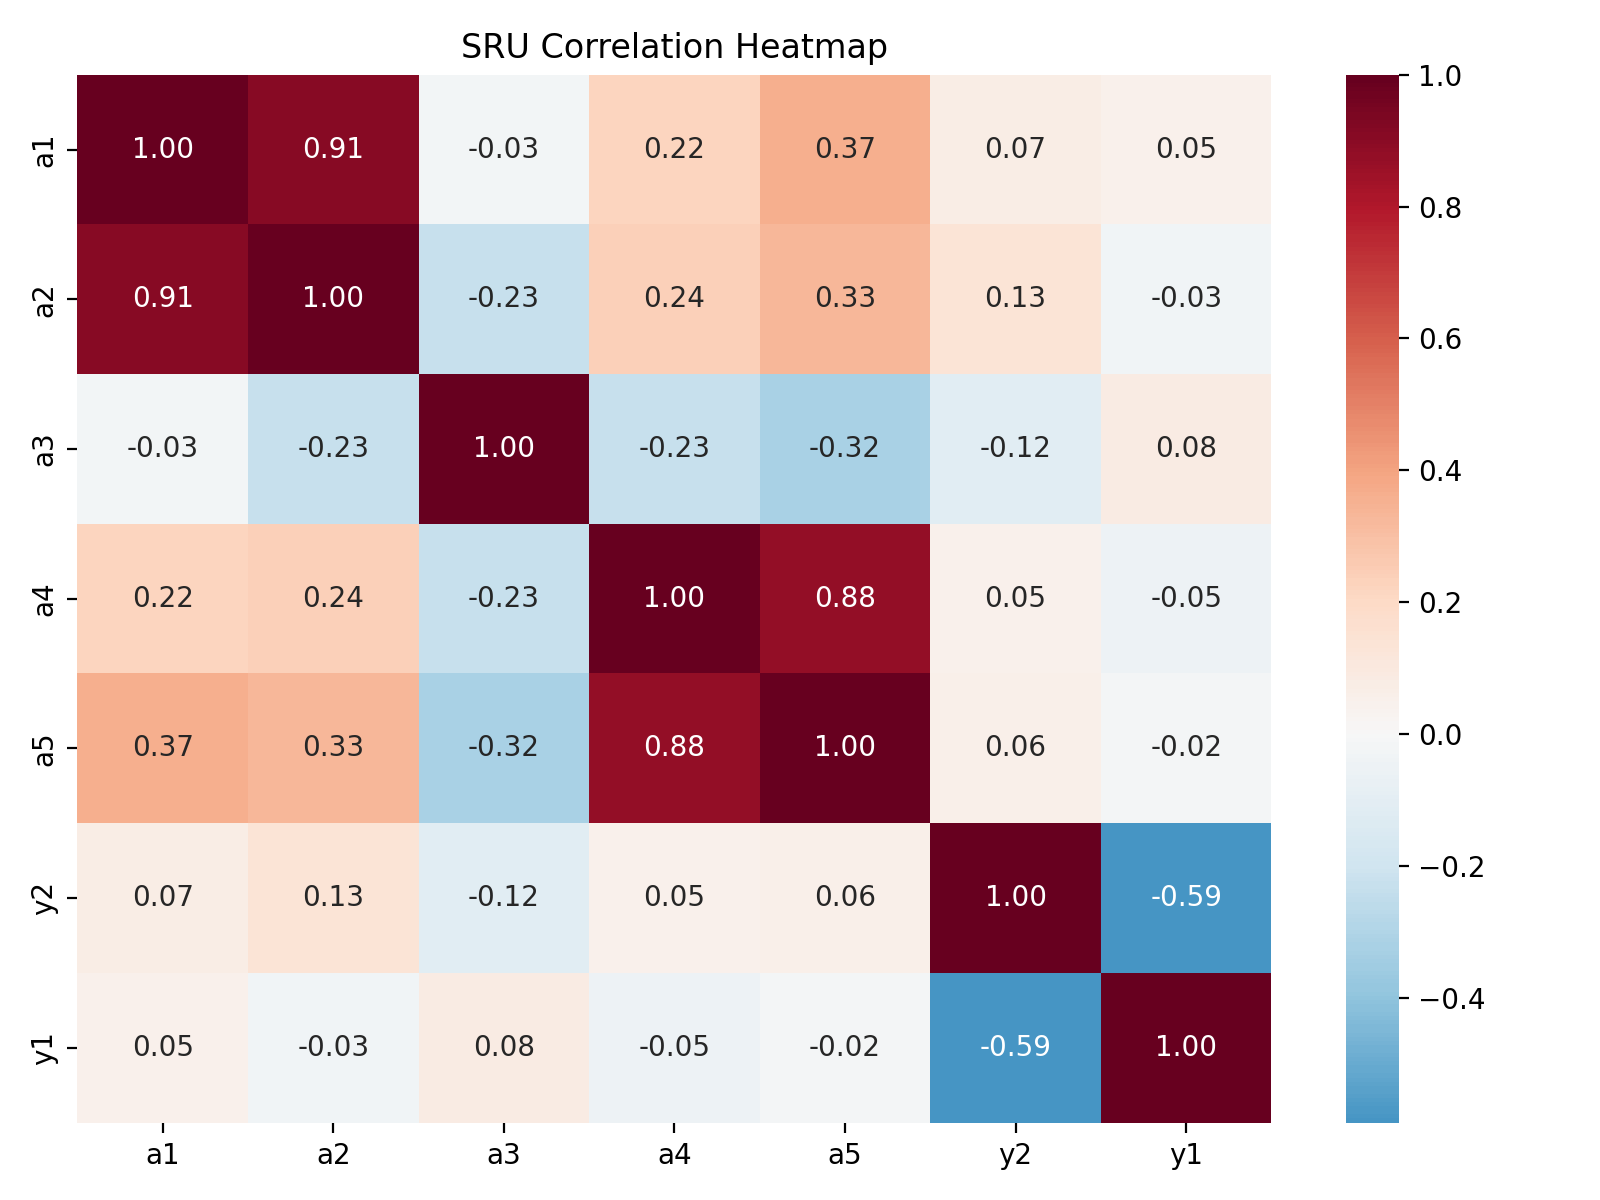 SRU Correlation Heatmap
a1 1.00 0.91 -0.03 0.22 0.37 0.07 0.05
a2 0.91 1.00 -0.23 0.24 0.33 0.13 -0.03
a3 -0.03 -0.23 1.00 -0.23 -0.32 -0.12 0.08
a4 0.22 0.24 -0.23 1.00 0.88 0.05 -0.05
a5 0.37 0.33 -0.32 0.88 1.00 0.06 -0.02
y2 0.07 0.13 -0.12 0.05 0.06 1.00 -0.59
y1 0.05 -0.03 0.08 -0.05 -0.02 -0.59 1.00
a1 a2 a3 a4 a5 y2 y1
1.0
0.8
0.6
0.4
0.2
0.0
−0.2
−0.4